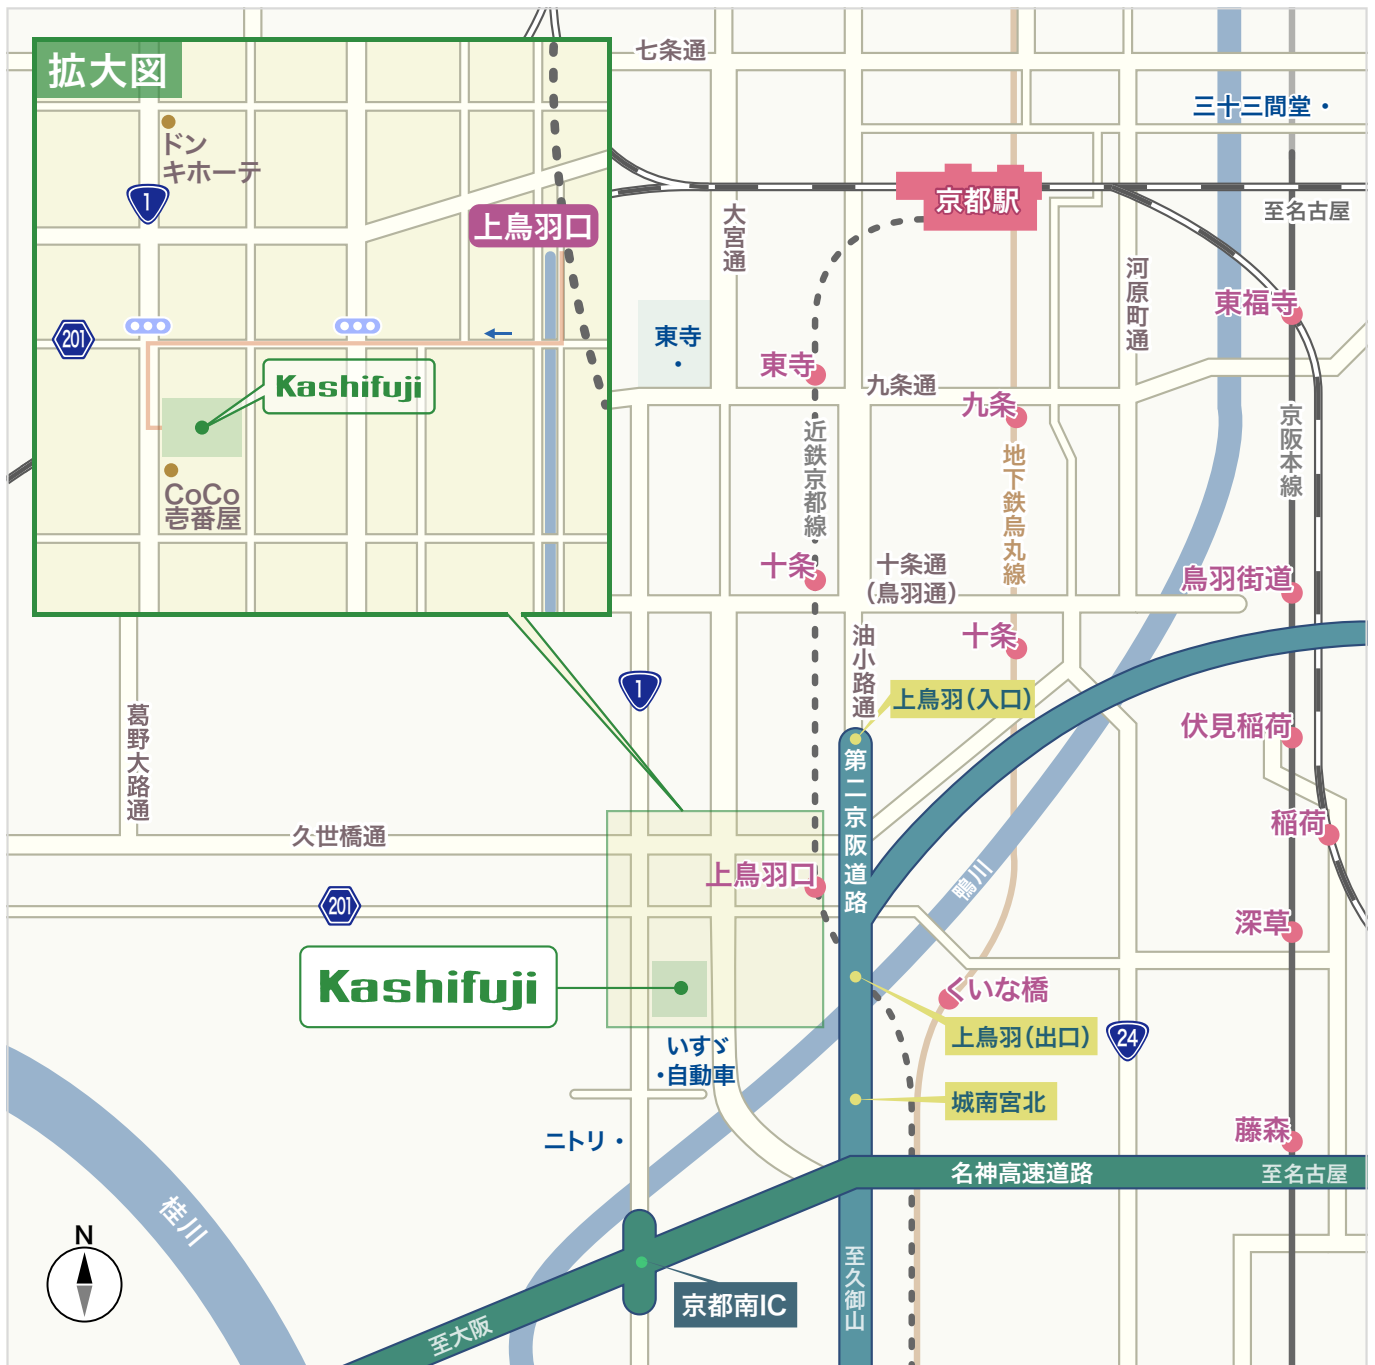 拡大図
ドン
キホーテ
1
上鳥羽口
201
Kashifuji
CoCo
壱番屋
七条通
三十三間堂
京都駅
至名古屋
大宮通
河原町通
東福寺
東寺
東寺
九条通
九条
近鉄京都線
地下鉄烏丸線
京阪本線
十条
十条通
（鳥羽通）
鳥羽街道
十条
油小路通
1
上鳥羽（入口）
葛野大路通
伏見稲荷
第二京阪道路
稲荷
久世橋通
上鳥羽口
鴨川
201
深草
Kashifuji
くいな橋
いすゞ
自動車
上鳥羽（出口）
24
城南宮北
藤森
ニトリ
名神高速道路
至名古屋
桂川
N
至久御山
京都南IC
至大阪